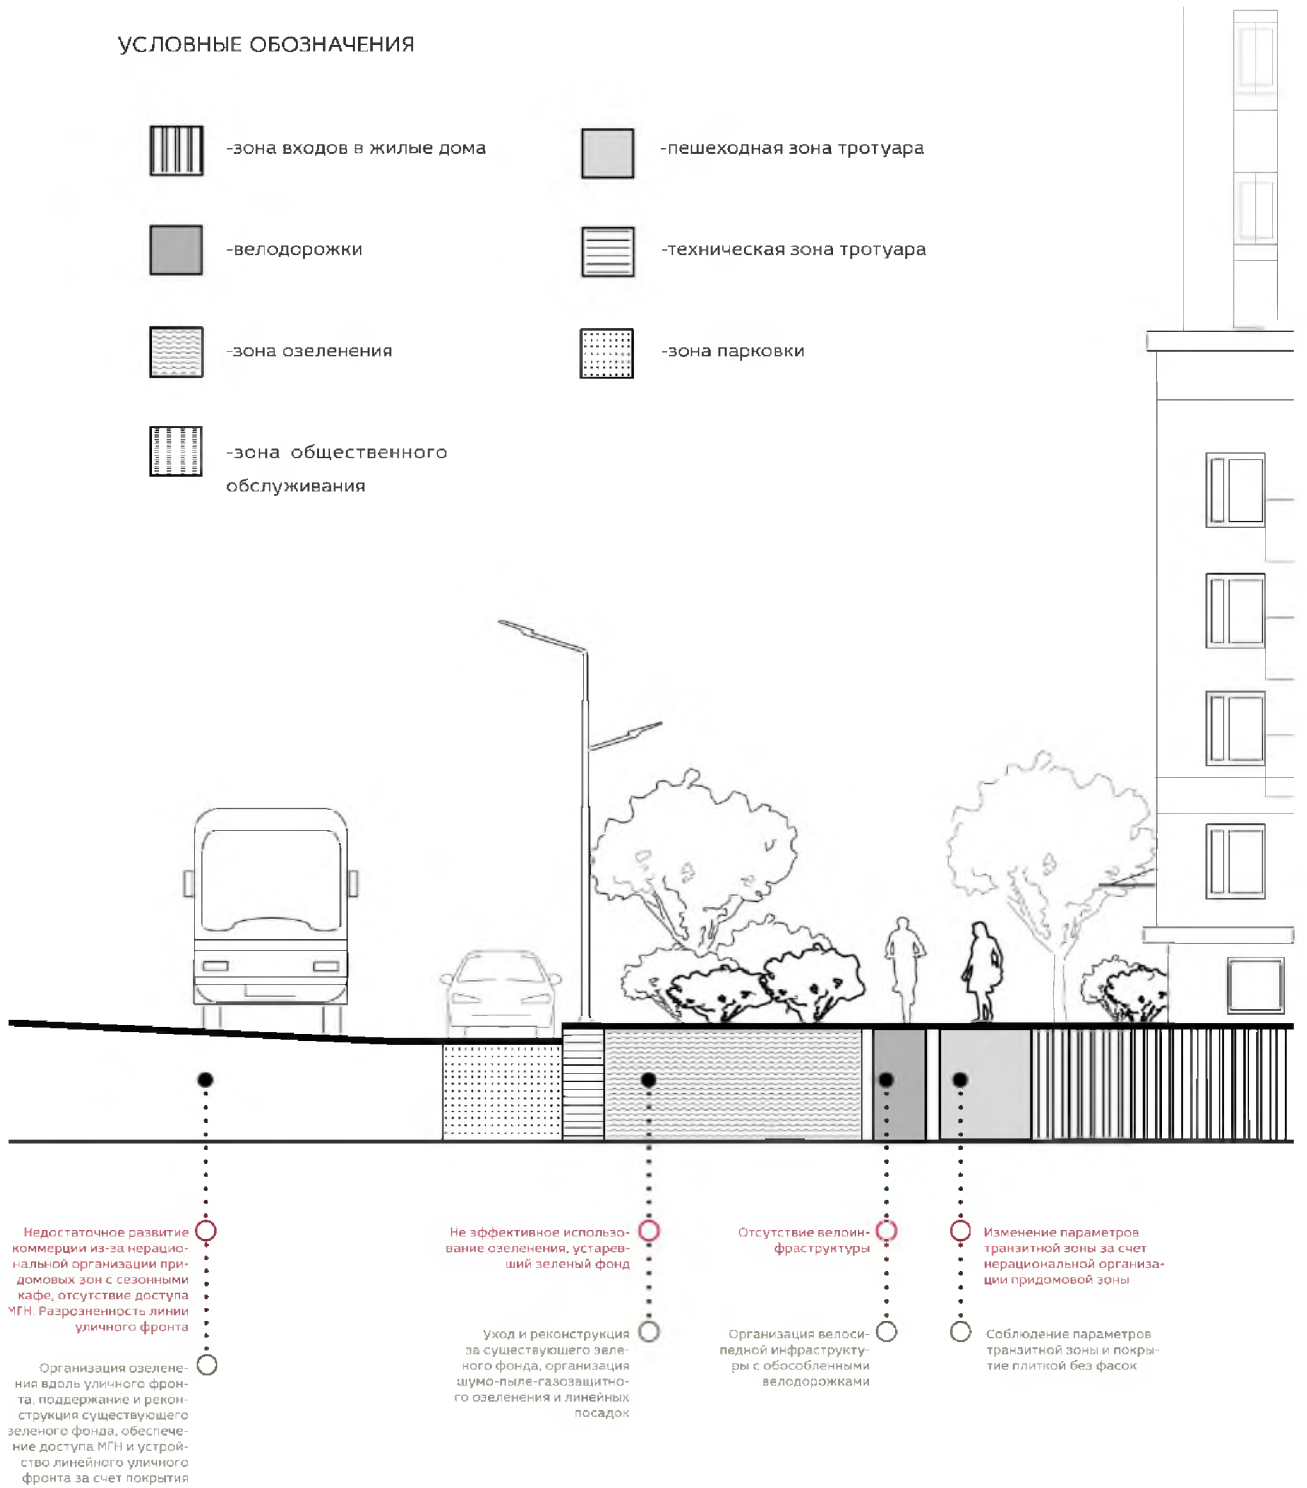 УСЛОВНЫЕ ОБОЗНАЧЕНИЯ
-зона входов в жилые дома
-пешеходная зона тротуара
-велодорожки
-техническая зона тротуара
-зона озеленения
-зона парковки
-зона общественного
обслуживания
Недостаточное развитие
коммерции из-за нерацио-
нальной организации при-
домовых зон с сезонными
кафе, отсутствие доступа
МГН. Разрозненность линии
уличного фронта
Не эффективное использо-
вание озеленения, устарев-
ший зеленый фонд
Отсутствие велоин-
фраструктуры
Изменение параметров
транзитной зоны за счет
нерациональной организа-
ции придомовой зоны
Организация озелене-
ния вдоль уличного фрон-
та, поддержание и рекон-
струкция существующего
зеленого фонда, обеспече-
ние доступа МГН и устрой-
ство линейного уличного
фронта за счет покрытия
Уход и реконструкция
за существующего зеле-
ного фонда, организация
шумо-пыле-газозащитно-
го озеленения и линейных
посадок
Организация велоси-
педной инфраструкту-
ры с обособленными
велодорожками
Соблюдение параметров
транзитной зоны и покры-
тие плиткой без фасок